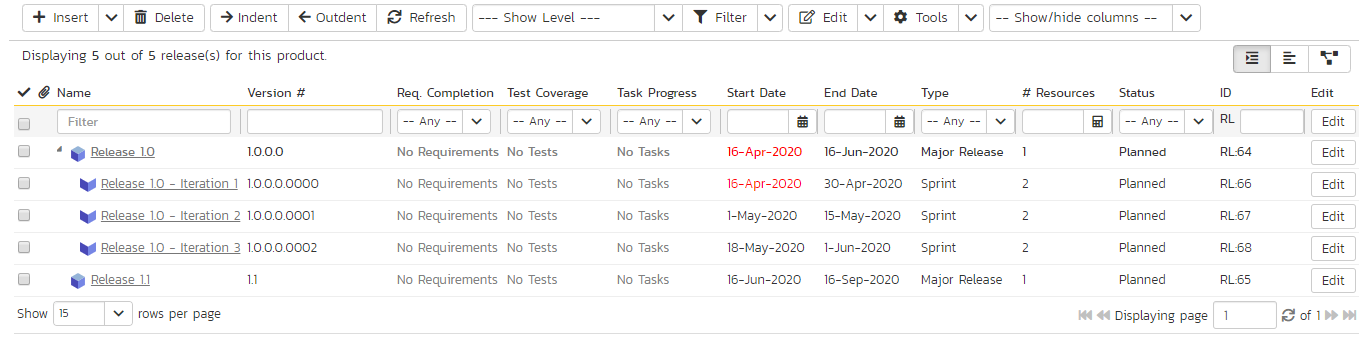 Insert Delete Indent Outdent Refresh --- Show Level --- Filter Edit Tools -- Show/hide columns --
Displaying 5 out of 5 release(s) for this product.
Name Version # Req. Completion Test Coverage Task Progress Start Date End Date Type # Resources Status ID Edit
Filter -- Any -- -- Any -- -- Any -- -- Any -- -- Any -- RL Edit
Release 1.0 1.0.0.0 No Requirements No Tests No Tasks 16-Apr-2020 16-Jun-2020 Major Release 1 Planned RL:64 Edit
Release 1.0 - Iteration 1 1.0.0.0.0000 No Requirements No Tests No Tasks 16-Apr-2020 30-Apr-2020 Sprint 2 Planned RL:66 Edit
Release 1.0 - Iteration 2 1.0.0.0.0001 No Requirements No Tests No Tasks 1-May-2020 15-May-2020 Sprint 2 Planned RL:67 Edit
Release 1.0 - Iteration 3 1.0.0.0.0002 No Requirements No Tests No Tasks 18-May-2020 1-Jun-2020 Sprint 2 Planned RL:68 Edit
Release 1.1 1.1 No Requirements No Tests No Tasks 16-Jun-2020 16-Sep-2020 Major Release 1 Planned RL:65 Edit
Show 15 rows per page Displaying page 1 of 1